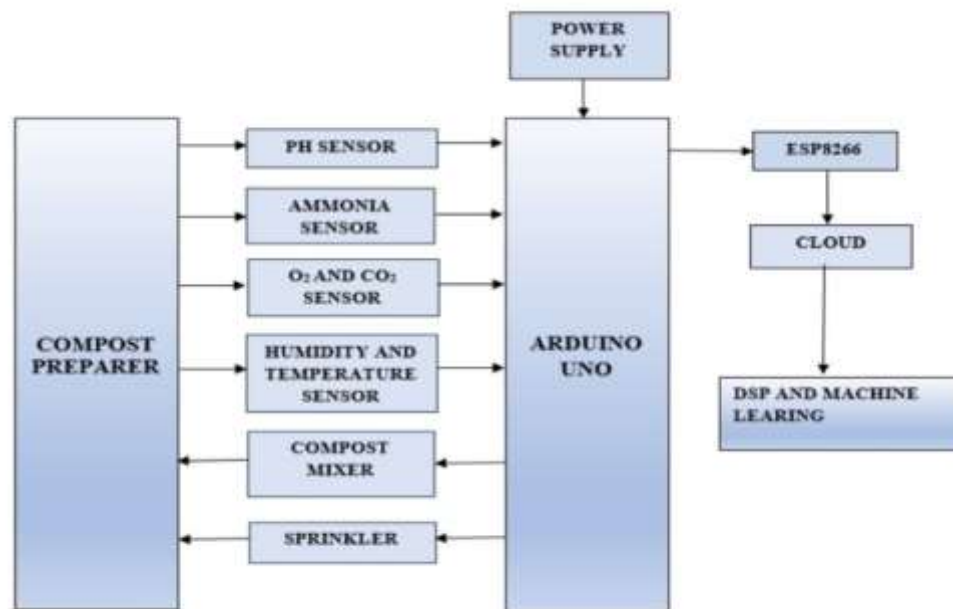 POWER
SUPPLY
COMPOST
PREPARER
PH SENSOR
AMMONIA
SENSOR
O₂ AND CO₂
SENSOR
HUMIDITY AND
TEMPERATURE
SENSOR
COMPOST
MIXER
SPRINKLER
ARDUINO
UNO
ESP8266
CLOUD
DSP AND MACHINE
LEARING